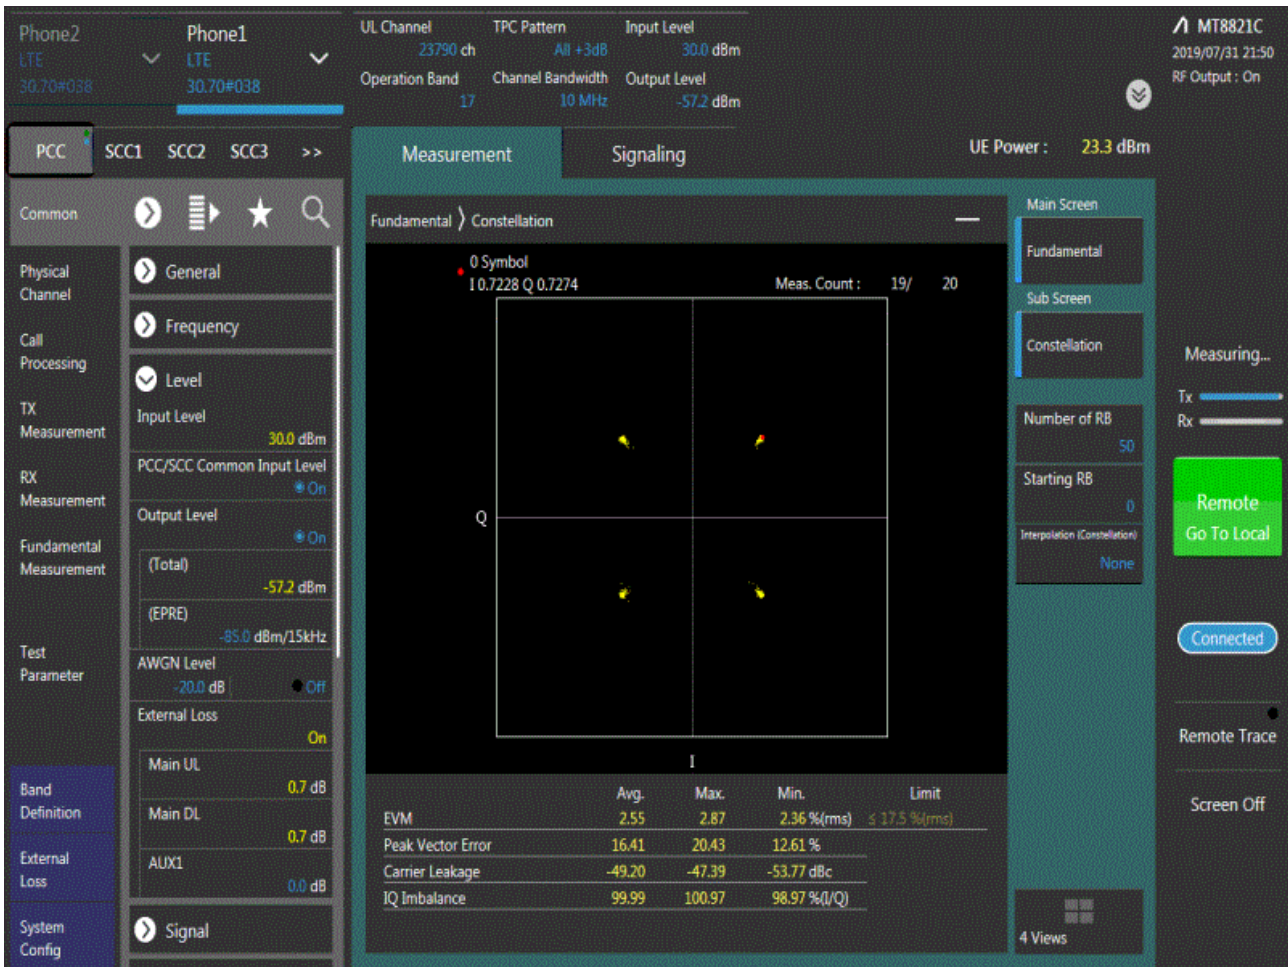 Phone2
LTE
30.70#038
Phone1
LTE
30.70#038
UL Channel
23790 ch
TPC Pattern
All +3dB
Input Level
30.0 dBm
Operation Band
17
Channel Bandwidth
10 MHz
Output Level
-57.2 dBm
MT8821C
2019/07/31 21:50
RF Output : On
PCC SCC1 SCC2 SCC3 >>
Measurement
Signaling
UE Power : 23.3 dBm
Common
Physical
Channel
Call
Processing
TX
Measurement
RX
Measurement
Fundamental
Measurement
Test
Parameter
Band
Definition
External
Loss
System
Config
General
Frequency
Level
Input Level
30.0 dBm
PCC/SCC Common Input Level
On
Output Level
On
(Total)
-57.2 dBm
(EPRE)
-85.0 dBm/15kHz
AWGN Level
-20.0 dB Off
External Loss
On
Main UL
0.7 dB
Main DL
0.7 dB
AUX1
0.0 dB
Signal
Fundamental 〉 Constellation
0 Symbol
I 0.7228 Q 0.7274
Meas. Count : 19/ 20
Q
I
Avg. Max. Min. Limit
EVM 2.55 2.87 2.36 %(rms) ≤ 17.5 %(rms)
Peak Vector Error 16.41 20.43 12.61 %
Carrier Leakage -49.20 -47.39 -53.77 dBc
IQ Imbalance 99.99 100.97 98.97 %(I/Q)
Main Screen
Fundamental
Sub Screen
Constellation
Number of RB
50
Starting RB
0
Interpolation (Constellation)
None
4 Views
Measuring...
Tx
Rx
Remote
Go To Local
Connected
Remote Trace
Screen Off